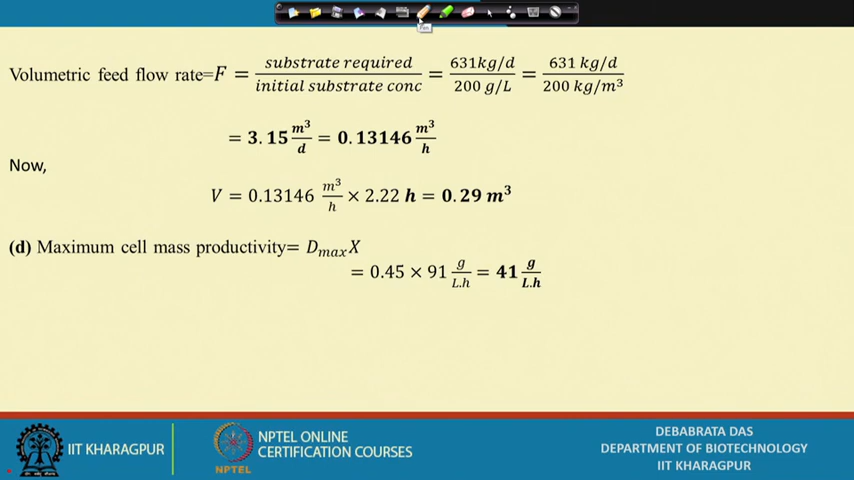 Pen
Volumetric feed flow rate=F = substrate required / initial substrate conc = 631kg/d / 200 g/L = 631 kg/d / 200 kg/m³
= 3.15 m³/d = 0.13146 m³/h
Now,
V = 0.13146 m³/h × 2.22 h = 0.29 m³
(d) Maximum cell mass productivity= D_max X
= 0.45 × 91 g/L.h = 41 g/L.h
IIT KHARAGPUR
NPTEL
NPTEL ONLINE
CERTIFICATION COURSES
DEBABRATA DAS
DEPARTMENT OF BIOTECHNOLOGY
IIT KHARAGPUR